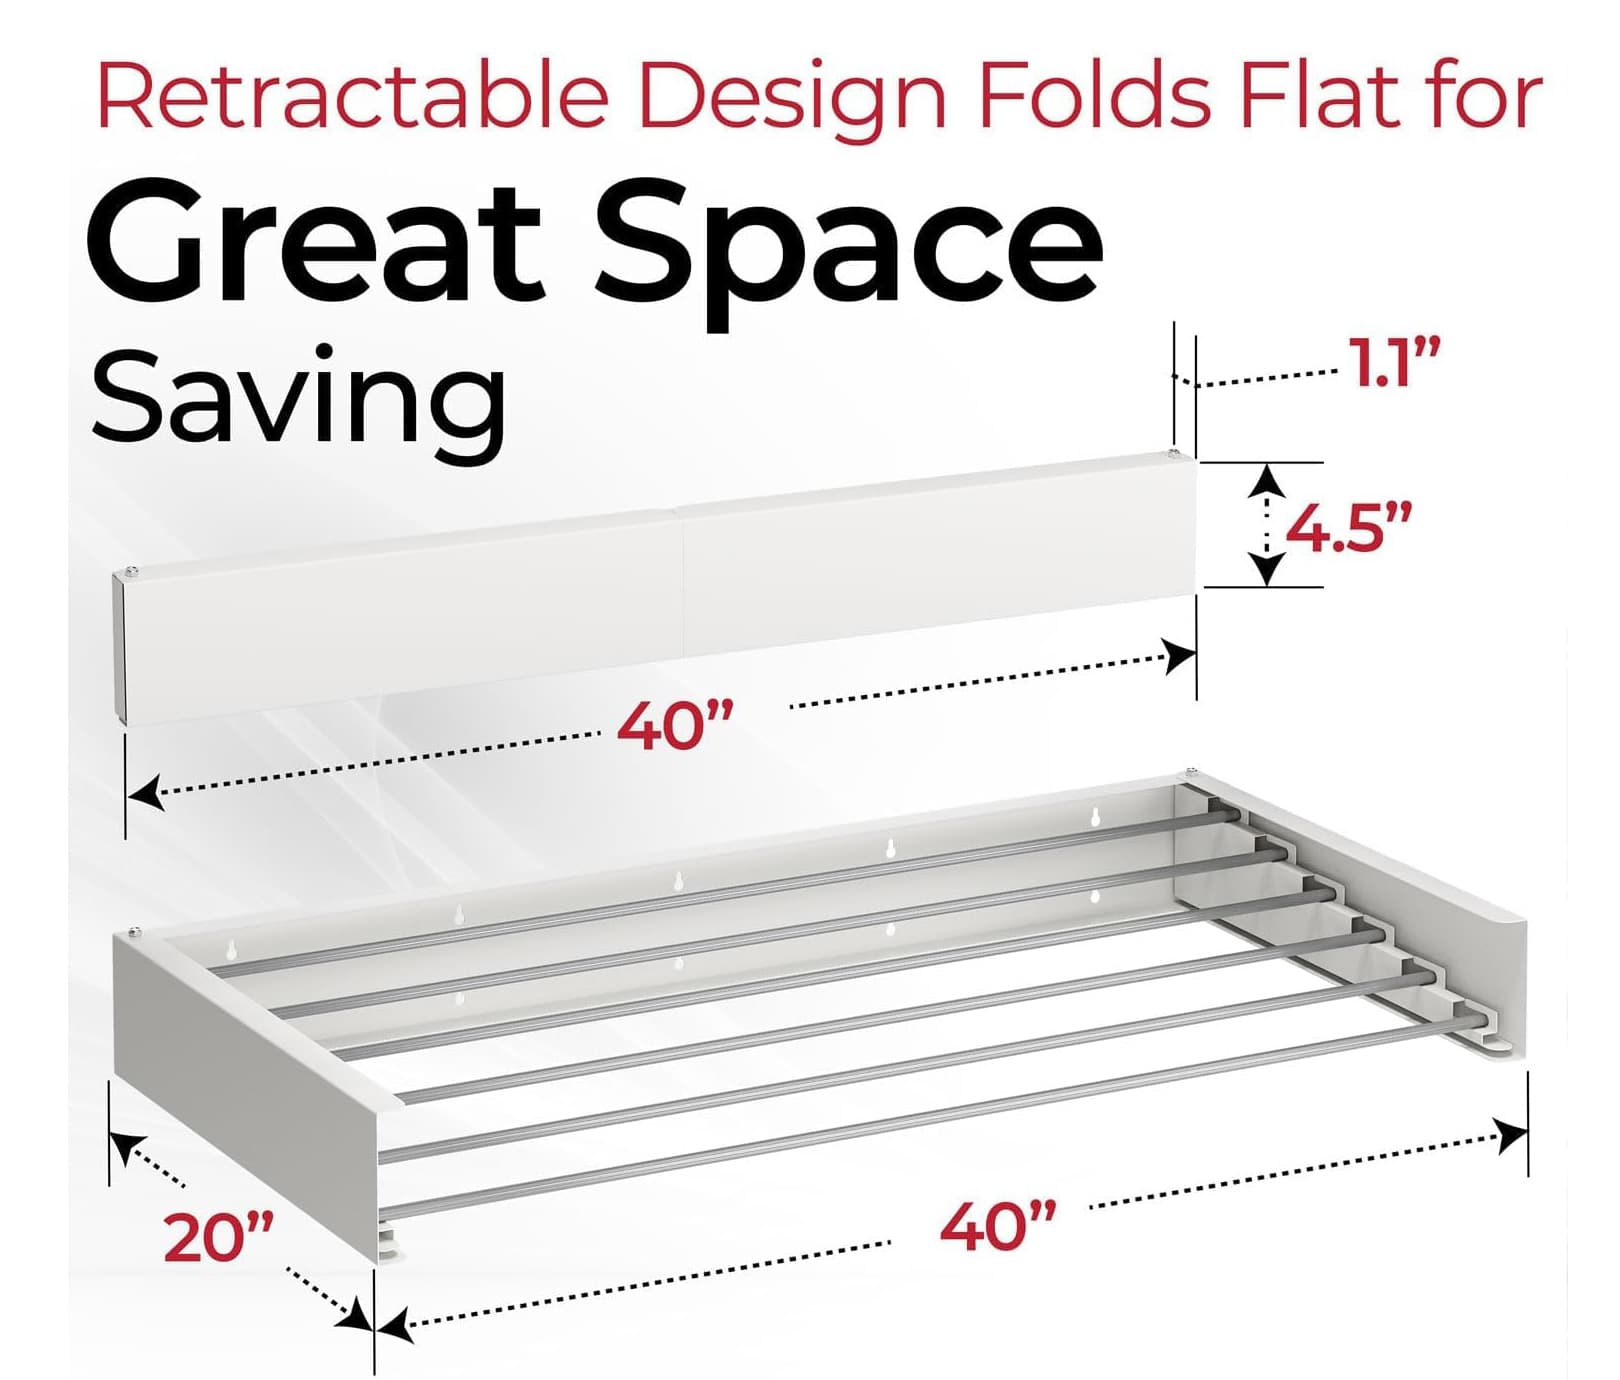 Retractable Design Folds Flat for
Great Space
Saving
1.1”
4.5”
40”
20”
40”